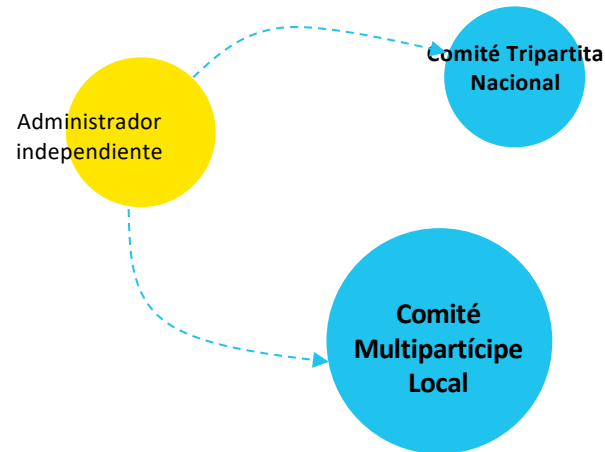 Comité Tripartita
Nacional
Administrador
independiente
Comité
Multipartícipe
Local